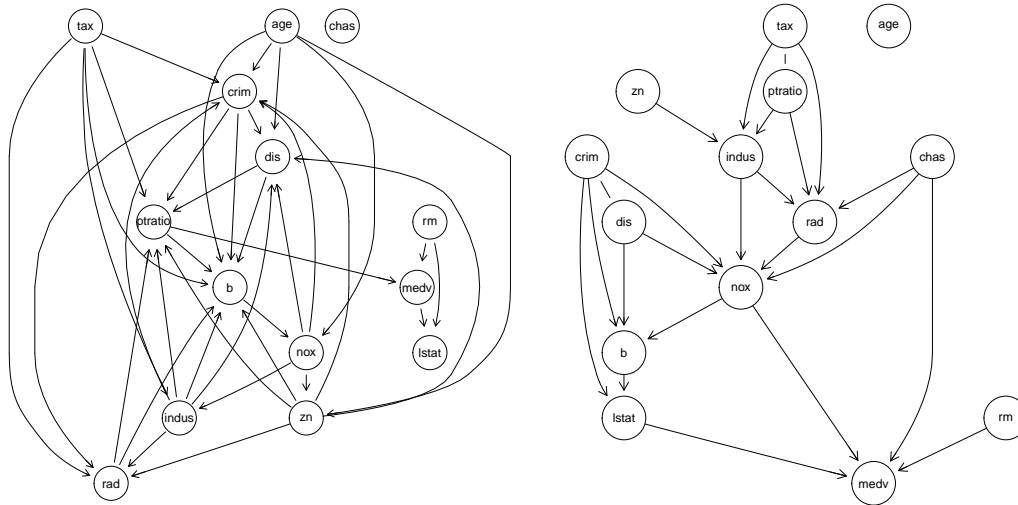 tax
age
chas
crim
dis
ptratio
rm
b
medv
nox
lstat
indus
zn
rad
tax
age
zn
ptratio
crim
indus
chas
dis
rad
nox
b
lstat
rm
medv